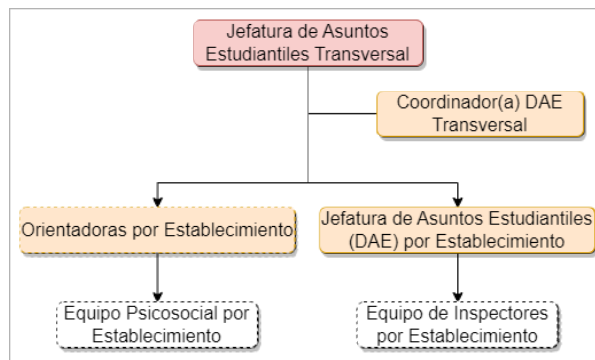 Jefatura de Asuntos
Estudiantiles Transversal
Coordinador(a) DAE
Transversal
Orientadoras por Establecimiento
Jefatura de Asuntos Estudiantiles
(DAE) por Establecimiento
Equipo Psicosocial por
Establecimiento
Equipo de Inspectores
por Establecimiento